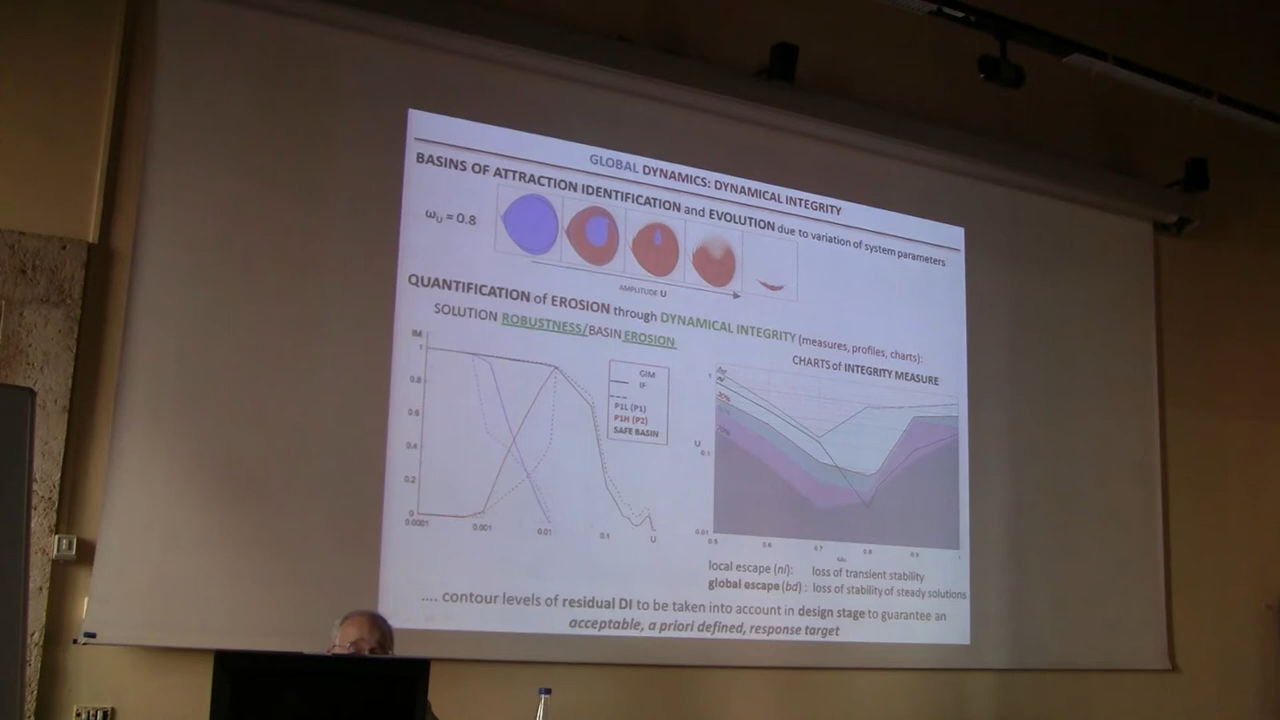 GLOBAL DYNAMICS: DYNAMICAL INTEGRITY
BASINS OF ATTRACTION IDENTIFICATION and EVOLUTION due to variation of system parameters
ωU = 0.8
AMPLITUDE U
QUANTIFICATION of EROSION through DYNAMICAL INTEGRITY (measures, profiles, charts):
SOLUTION ROBUSTNESS/BASIN EROSION
IM
1
0.8
0.6
0.4
0.2
0
0.0001
0.001
0.01
0.1
U
GIM
IF
P1L (P1)
P1H (P2)
SAFE BASIN
CHARTS of INTEGRITY MEASURE
1
U
0.1
0.01
0.5
0.6
0.7
0.8
0.9
1
local escape (ni): loss of transient stability
global escape (bd) : loss of stability of steady solutions
.... contour levels of residual DI to be taken into account in design stage to guarantee an
acceptable, a priori defined, response target